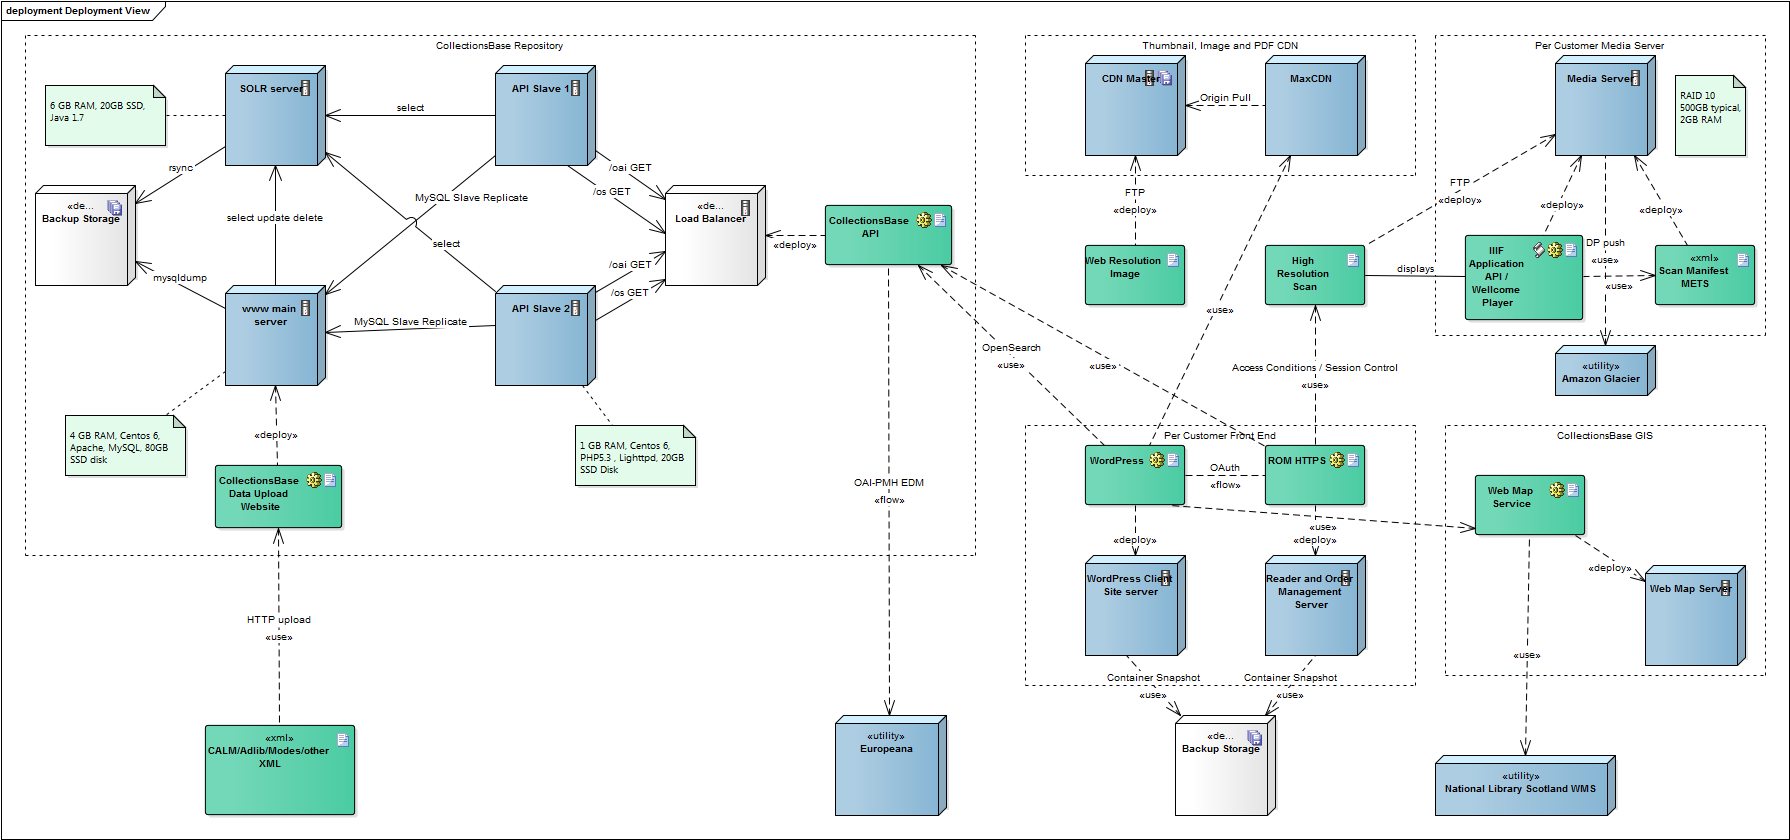 deployment Deployment View
CollectionsBase Repository
6 GB RAM, 20GB SSD,
Java 1.7
SOLR server
API Slave 1
select
rsync
/oai GET
/os GET
MySQL Slave Replicate
«de...
Backup Storage
select update delete
«de...
Load Balancer
CollectionsBase
API
«deploy»
select
mysqldump
/oai GET
/os GET
www main
server
API Slave 2
MySQL Slave Replicate
4 GB RAM, Centos 6,
Apache, MySQL, 80GB
SSD disk
«deploy»
1 GB RAM, Centos 6,
PHP5.3 , Lighttpd, 20GB
SSD Disk
CollectionsBase
Data Upload
Website
HTTP upload
«use»
«xml»
CALM/Adlib/Modes/other
XML
OAI-PMH EDM
«flow»
«utility»
Europeana
Thumbnail, Image and PDF CDN
CDN Master
MaxCDN
Origin Pull
FTP
«deploy»
Web Resolution
Image
«use»
OpenSearch
«use»
«use»
Per Customer Media Server
Media Server
RAID 10
500GB typical,
2GB RAM
FTP
«deploy»
«deploy»
«deploy»
High
Resolution
Scan
displays
IIIF
Application
API /
Wellcome
Player
DP push
«use»
«use»
«xml»
Scan Manifest
METS
«utility»
Amazon Glacier
Access Conditions / Session Control
«use»
Per Customer Front End
WordPress
OAuth
«flow»
ROM HTTPS
«use»
«deploy»
«deploy»
WordPress Client
Site server
Reader and Order
Management
Server
Container Snapshot
«use»
Container Snapshot
«use»
«de...
Backup Storage
CollectionsBase GIS
Web Map
Service
«deploy»
Web Map Server
«use»
«utility»
National Library Scotland WMS